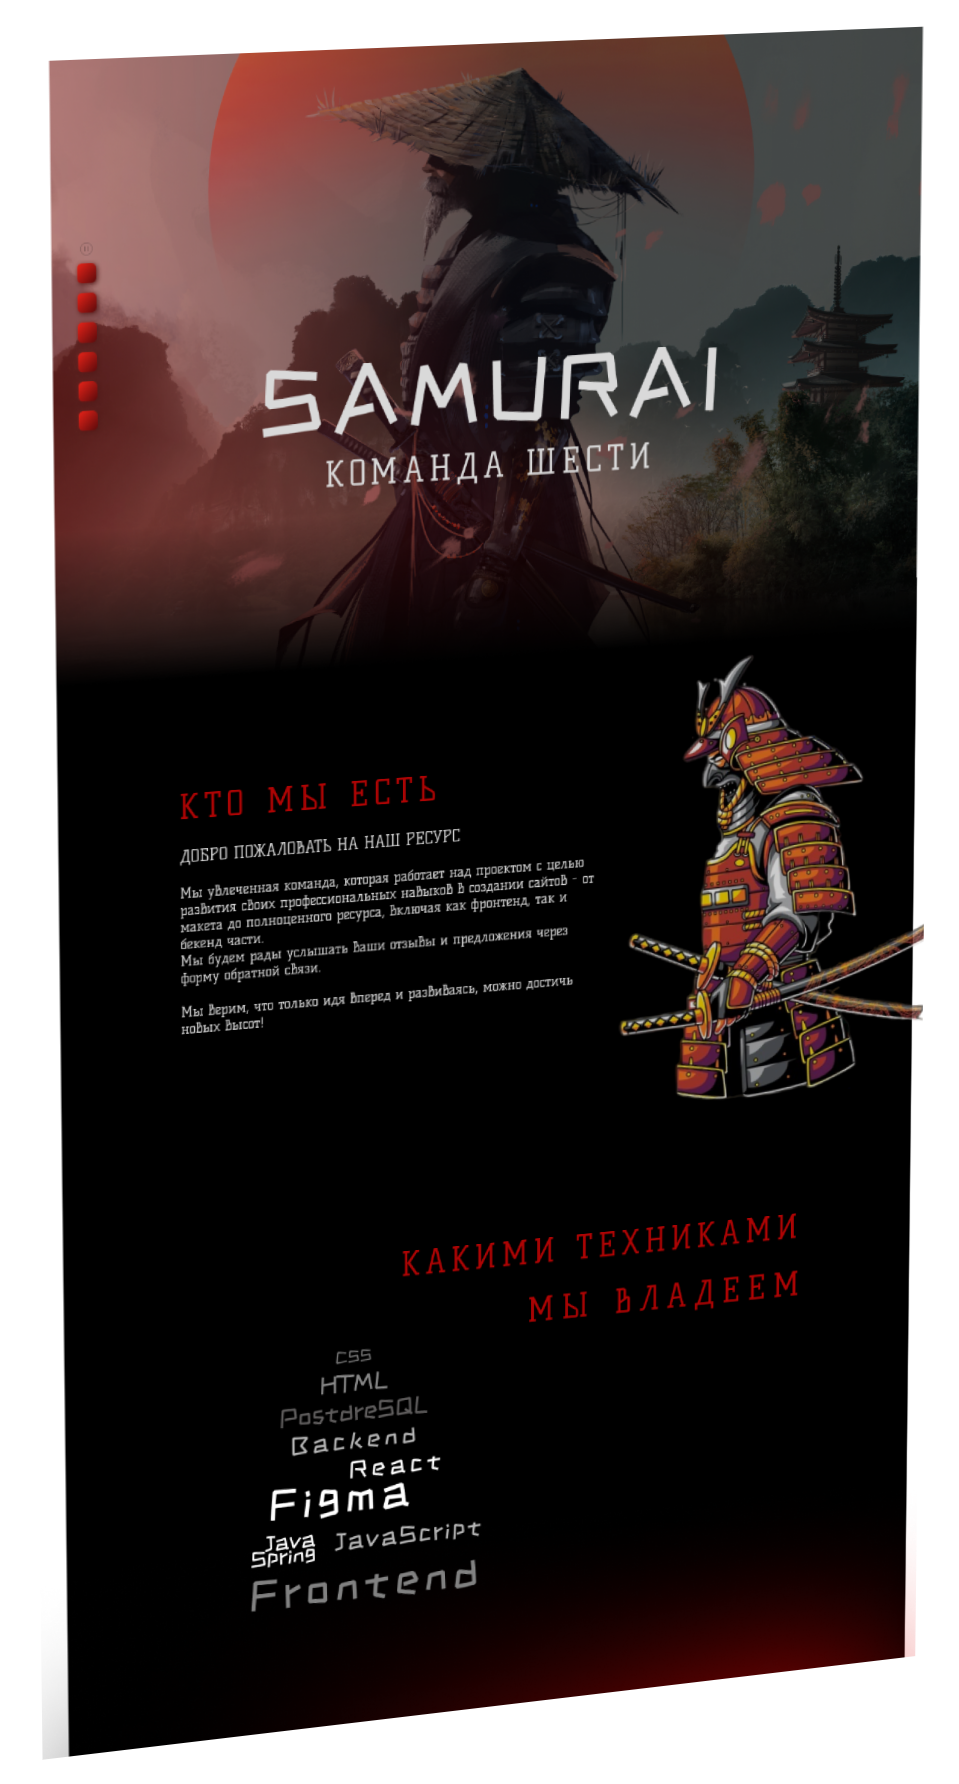 SAMURAI
КОМАНДА ШЕСТИ
КТО МЫ ЕСТЬ
ДОБРО ПОЖАЛОВАТЬ НА НАШ РЕСУРС
Мы увлеченная команда, которая работает над проектом с целью
развития своих профессиональных навыков в создании сайтов - от
макета до полноценного ресурса, включая как фронтенд, так и
бекенд части.
Мы будем рады услышать Ваши отзывы и предложения через
форму обратной связи.
Мы верим, что только идя вперед и развиваясь, можно достичь
новых высот!
КАКИМИ ТЕХНИКАМИ
МЫ ВЛАДЕЕМ
CSS
HTML
PostdreSQL
Backend
React
Figma
Java
Spring
JavaScript
Frontend